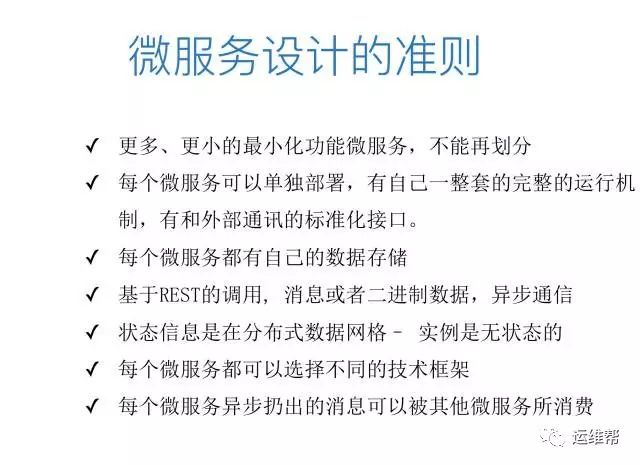 微服务设计的准则
✓ 更多、更小的最小化功能微服务，不能再划分
✓ 每个微服务可以单独部署，有自己一整套的完整的运行机
制，有和外部通讯的标准化接口。
✓ 每个微服务都有自己的数据存储
✓ 基于REST的调用, 消息或者二进制数据，异步通信
✓ 状态信息是在分布式数据网格– 实例是无状态的
✓ 每个微服务都可以选择不同的技术框架
✓ 每个微服务异步扔出的消息可以被其他微服务所消费
运维帮